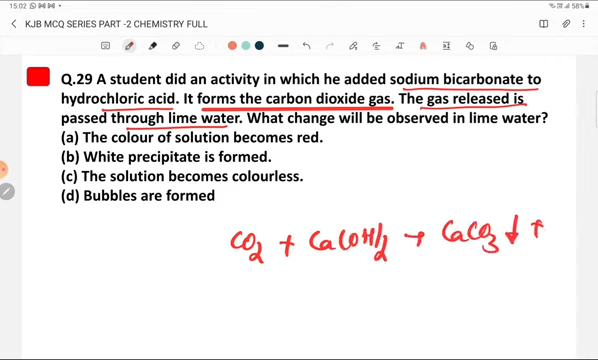 15:02
58%
KJB MCQ SERIES PART -2 CHEMISTRY FULL
Q.29 A student did an activity in which he added sodium bicarbonate to
hydrochloric acid. It forms the carbon dioxide gas. The gas released is
passed through lime water. What change will be observed in lime water?
(a) The colour of solution becomes red.
(b) White precipitate is formed.
(c) The solution becomes colourless.
(d) Bubbles are formed
CO2 + Ca(OH)2 → CaCO3 ↓ ↑